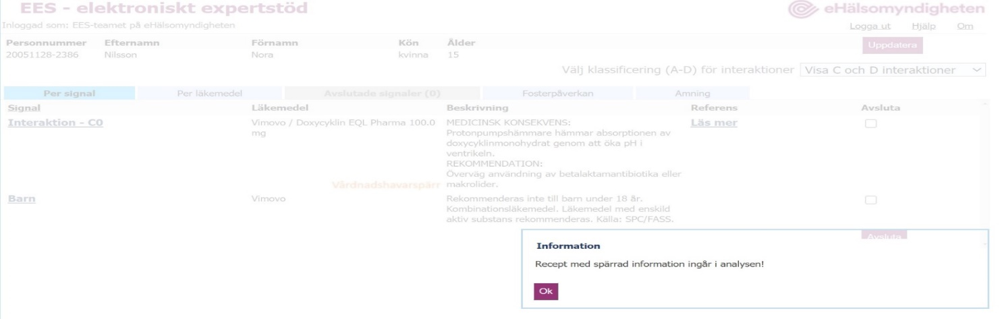 EES - elektroniskt expertstöd
eHälsomyndigheten
Inloggad som: EES-teamet på eHälsomyndigheten
Logga ut Hjälp Om
Personnummer Efternamn Förnamn Kön Ålder
Uppdatera
20051128-2386 Nilsson Nora kvinna 15
Välj klassificering (A-D) för interaktioner Visa C och D interaktioner
Per signal Per läkemedel Avslutade signaler (0) Fosterpåverkan Amning
Signal Läkemedel Beskrivning Referens Avsluta
Interaktion - C0 Vimovo / Doxycyklin EQL Pharma 100.0 MEDICINSK KONSEKVENS: Läs mer
mg Protonpumpshämmare hämmar absorptionen av
doxycyklinmonohydrat genom att öka pH i
ventrikeln.
REKOMMENDATION:
Överväg användning av betalaktamantibiotika eller
Vårdnadshavarspärr makrolider.
Barn Vimovo Rekommenderas inte till barn under 18 år.
Kombinationsläkemedel. Läkemedel med enskild
aktiv substans rekommenderas. Källa: SPC/FASS.
Avsluta
Information
Recept med spärrad information ingår i analysen!
Ok